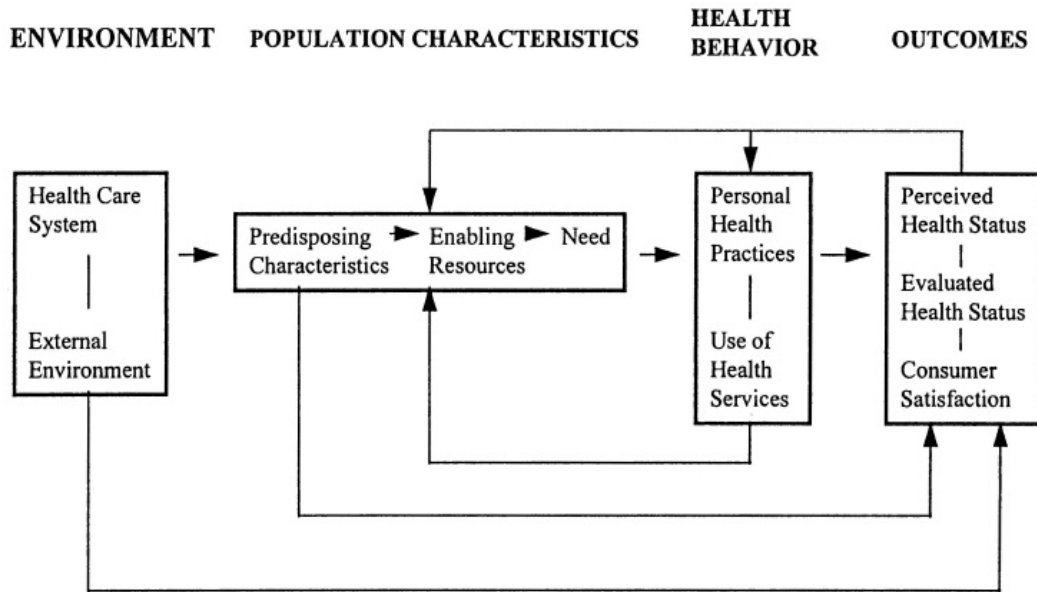 ENVIRONMENT
POPULATION CHARACTERISTICS
HEALTH
BEHAVIOR
OUTCOMES
Health Care
System
External
Environment
Predisposing
Characteristics
Enabling
Resources
Need
Personal
Health
Practices
Use of
Health
Services
Perceived
Health Status
Evaluated
Health Status
Consumer
Satisfaction